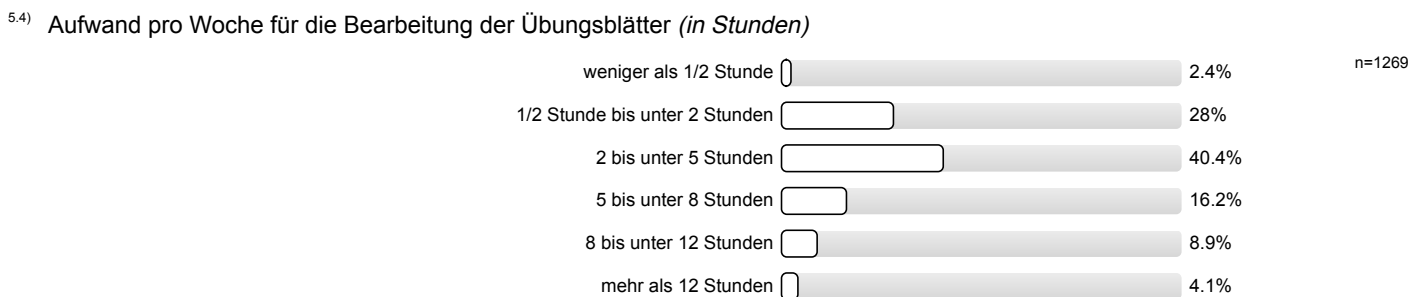 5.4) Aufwand pro Woche für die Bearbeitung der Übungsblätter (in Stunden)
n=1269
weniger als 1/2 Stunde 2.4%
1/2 Stunde bis unter 2 Stunden 28%
2 bis unter 5 Stunden 40.4%
5 bis unter 8 Stunden 16.2%
8 bis unter 12 Stunden 8.9%
mehr als 12 Stunden 4.1%